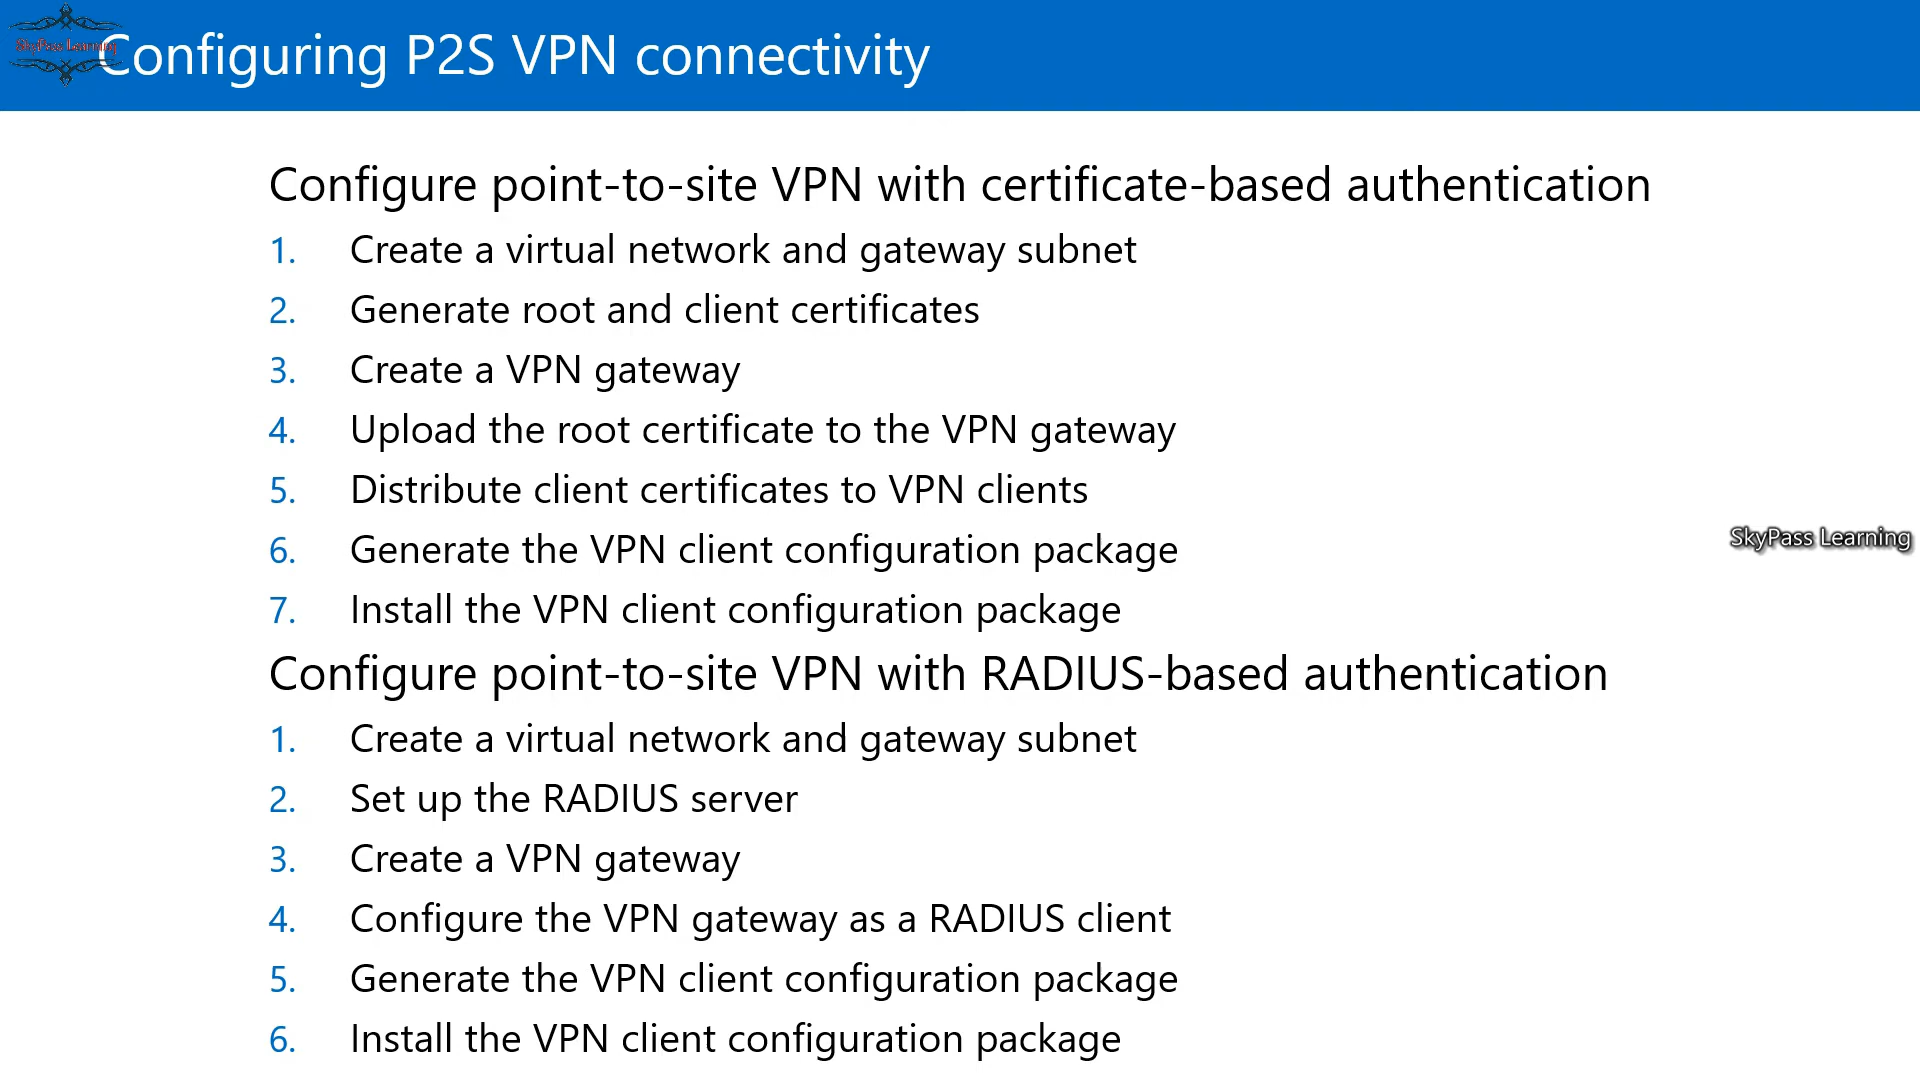 SkyPass Learning
Configuring P2S VPN connectivity
Configure point-to-site VPN with certificate-based authentication
1. Create a virtual network and gateway subnet
2. Generate root and client certificates
3. Create a VPN gateway
4. Upload the root certificate to the VPN gateway
5. Distribute client certificates to VPN clients
6. Generate the VPN client configuration package
7. Install the VPN client configuration package
SkyPass Learning
Configure point-to-site VPN with RADIUS-based authentication
1. Create a virtual network and gateway subnet
2. Set up the RADIUS server
3. Create a VPN gateway
4. Configure the VPN gateway as a RADIUS client
5. Generate the VPN client configuration package
6. Install the VPN client configuration package